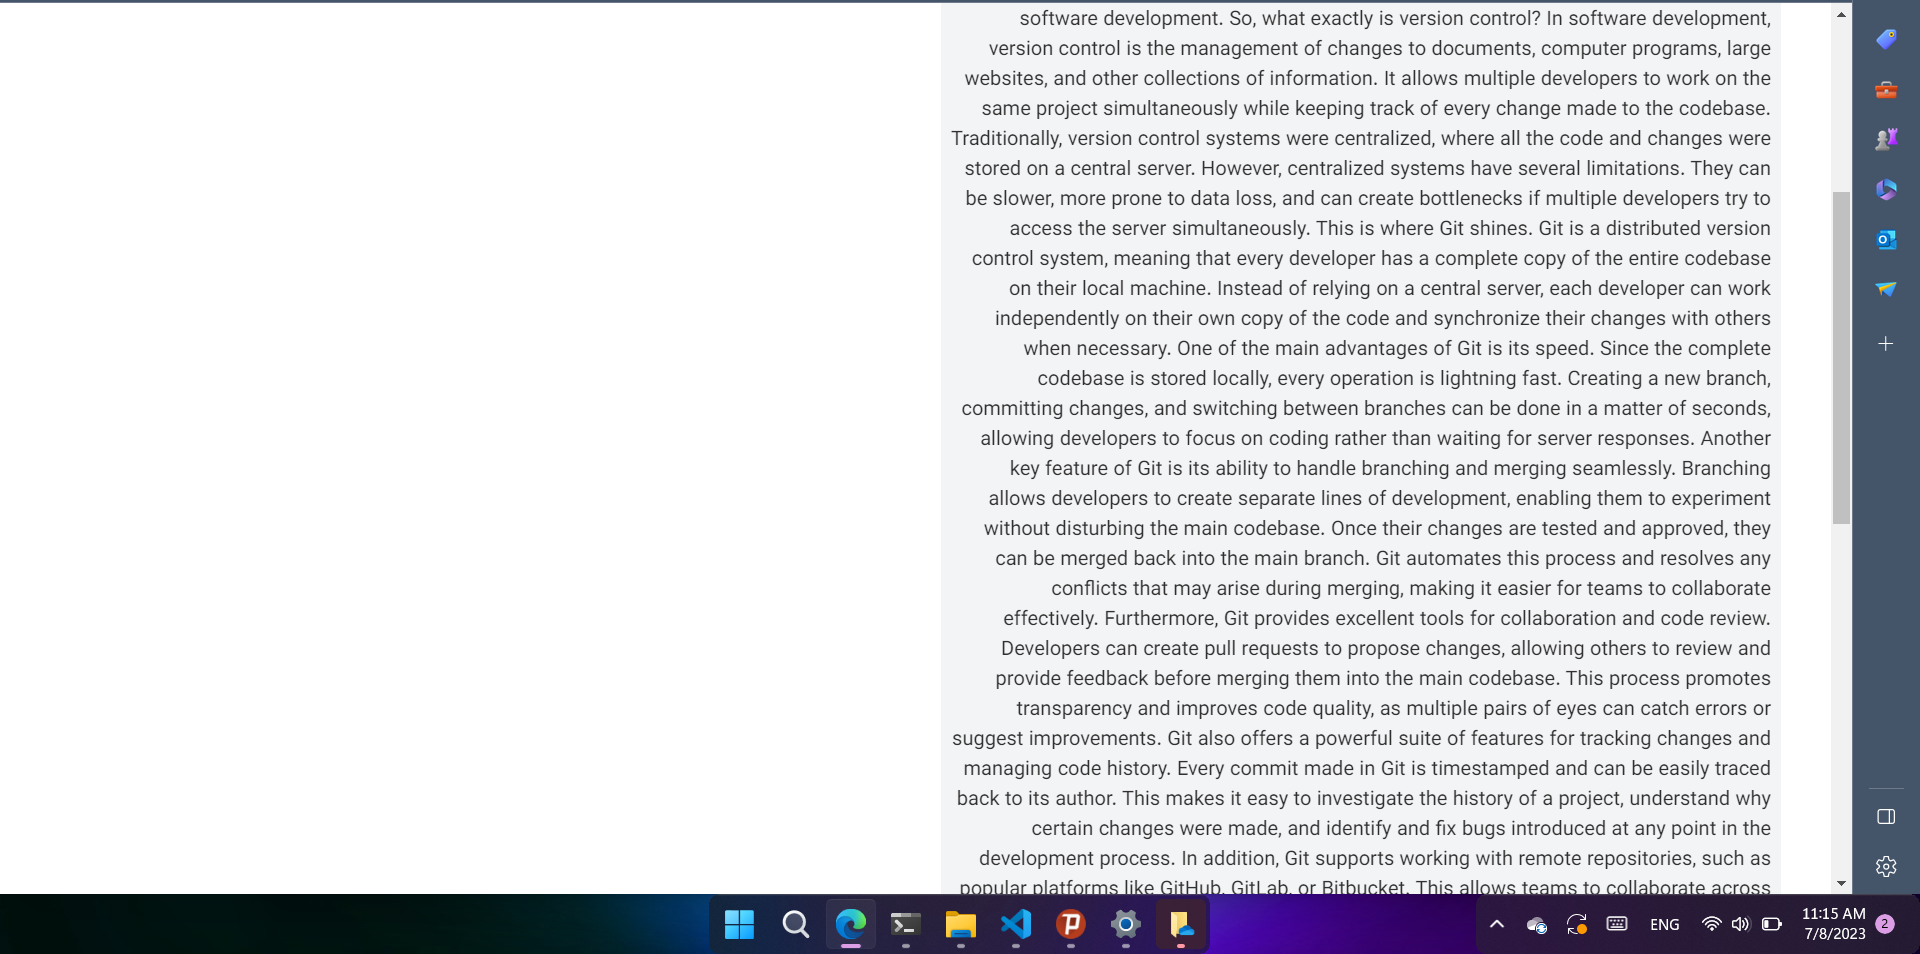 software development. So, what exactly is version control? In software development,
version control is the management of changes to documents, computer programs, large
websites, and other collections of information. It allows multiple developers to work on the
same project simultaneously while keeping track of every change made to the codebase.
Traditionally, version control systems were centralized, where all the code and changes were
stored on a central server. However, centralized systems have several limitations. They can
be slower, more prone to data loss, and can create bottlenecks if multiple developers try to
access the server simultaneously. This is where Git shines. Git is a distributed version
control system, meaning that every developer has a complete copy of the entire codebase
on their local machine. Instead of relying on a central server, each developer can work
independently on their own copy of the code and synchronize their changes with others
when necessary. One of the main advantages of Git is its speed. Since the complete
codebase is stored locally, every operation is lightning fast. Creating a new branch,
committing changes, and switching between branches can be done in a matter of seconds,
allowing developers to focus on coding rather than waiting for server responses. Another
key feature of Git is its ability to handle branching and merging seamlessly. Branching
allows developers to create separate lines of development, enabling them to experiment
without disturbing the main codebase. Once their changes are tested and approved, they
can be merged back into the main branch. Git automates this process and resolves any
conflicts that may arise during merging, making it easier for teams to collaborate
effectively. Furthermore, Git provides excellent tools for collaboration and code review.
Developers can create pull requests to propose changes, allowing others to review and
provide feedback before merging them into the main codebase. This process promotes
transparency and improves code quality, as multiple pairs of eyes can catch errors or
suggest improvements. Git also offers a powerful suite of features for tracking changes and
managing code history. Every commit made in Git is timestamped and can be easily traced
back to its author. This makes it easy to investigate the history of a project, understand why
certain changes were made, and identify and fix bugs introduced at any point in the
development process. In addition, Git supports working with remote repositories, such as
popular platforms like GitHub, GitLab, or Bitbucket. This allows teams to collaborate across
ENG
11:15 AM
7/8/2023
2